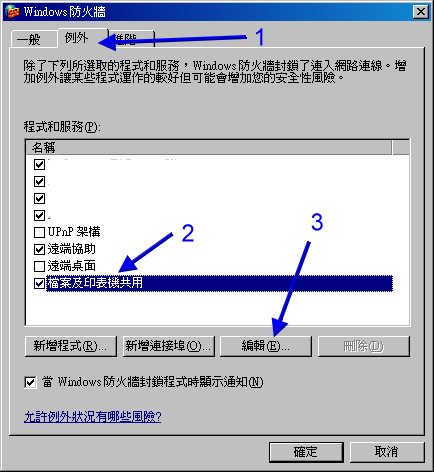 Windows 防火牆
一般 例外 進階
1
除了下列所選取的程式和服務，Windows 防火牆封鎖了連入網路連線。增
加例外讓某些程式運作的較好但可能會增加您的安全性風險。
程式和服務(P):
名稱
UPnP 架構
遠端協助
遠端桌面
檔案及印表機共用
2
3
新增程式(R)... 新增連接埠(O)... 編輯(E)... 刪除(D)
當 Windows 防火牆封鎖程式時顯示通知(N)
允許例外狀況有哪些風險?
確定 取消